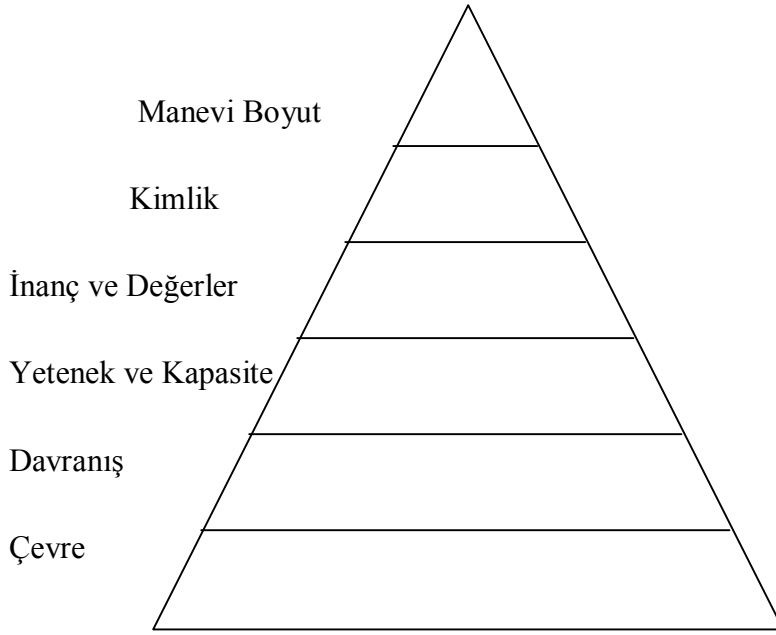 Manevi Boyut
Kimlik
İnanç ve Değerler
Yetenek ve Kapasite
Davranış
Çevre